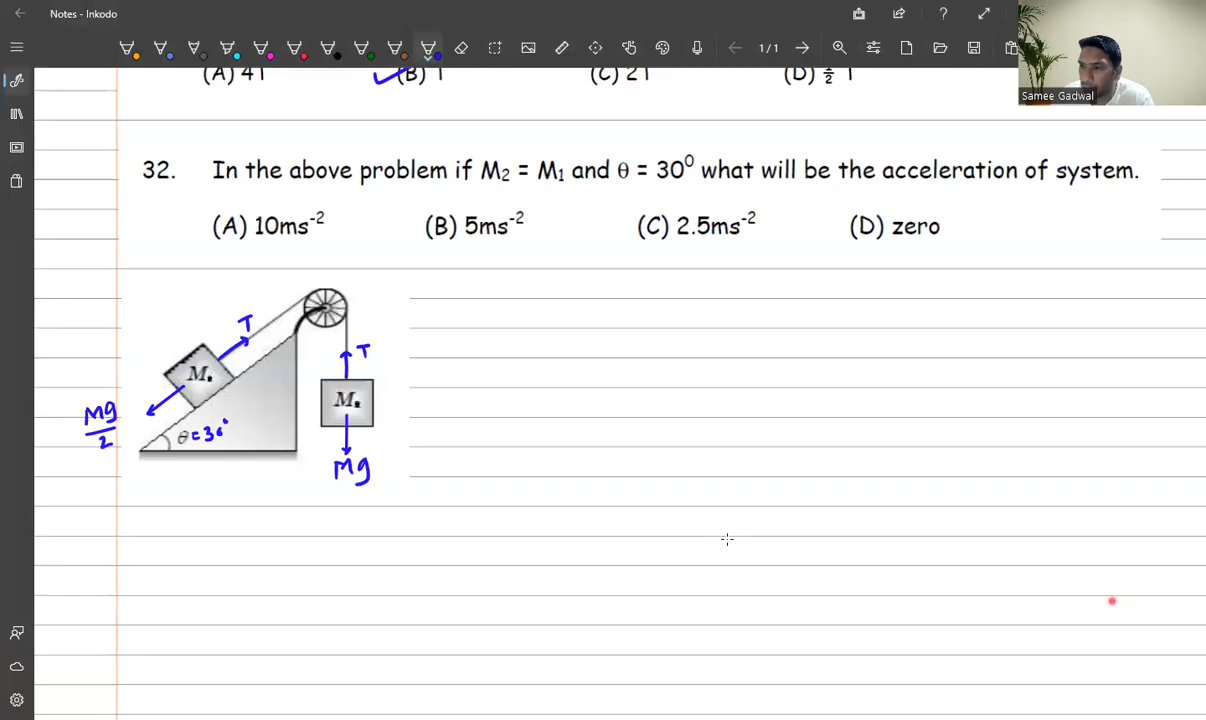 Notes - Inkodo
1/1
Samee Gadwal
(A) 4T (B) T (C) 2T (D) ½ T
32. In the above problem if M₂ = M₁ and θ = 30⁰ what will be the acceleration of system.
(A) 10ms⁻² (B) 5ms⁻² (C) 2.5ms⁻² (D) zero
T
T
M
M
Mg/2
θ = 30°
Mg